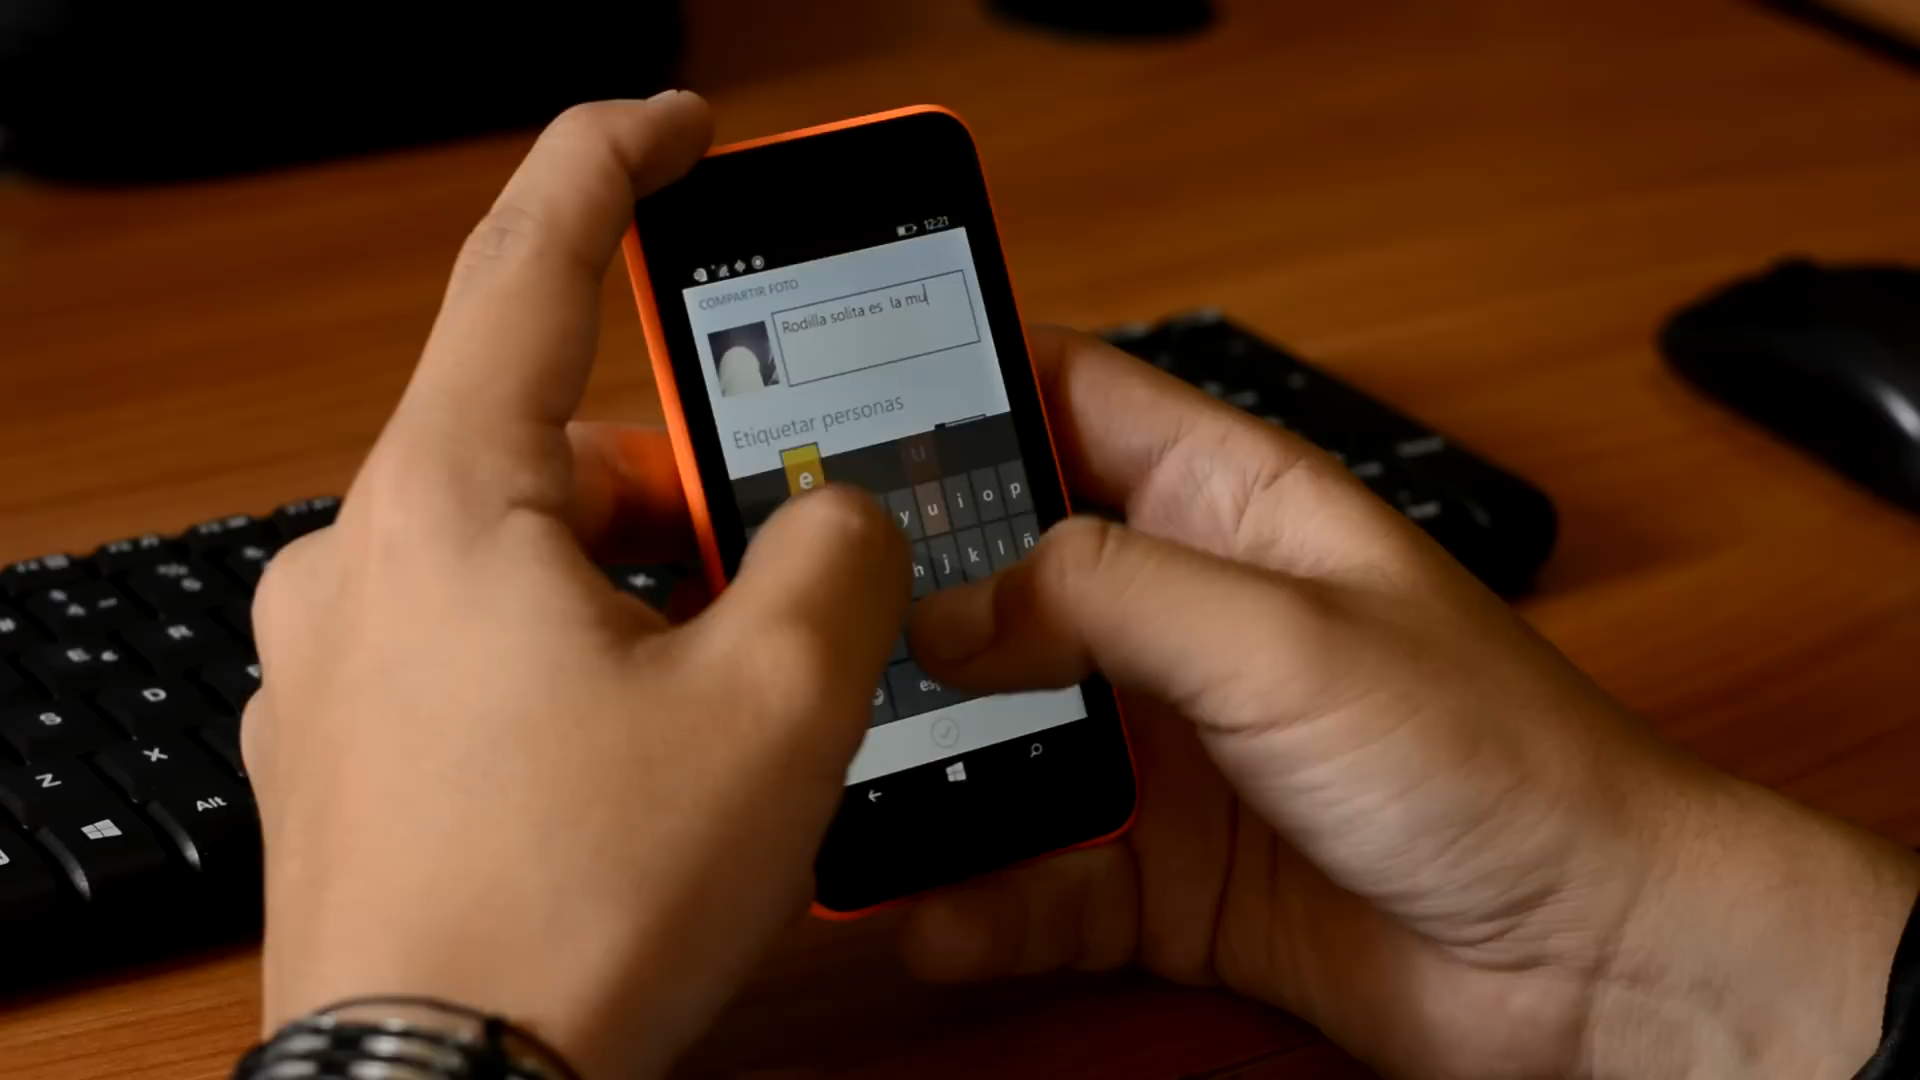 12:21
COMPARTIR FOTO
Rodilla solita es la mu
Etiquetar personas
e
u
y u i o p
h j k l ñ
R
E €
S D
Z X
Alt